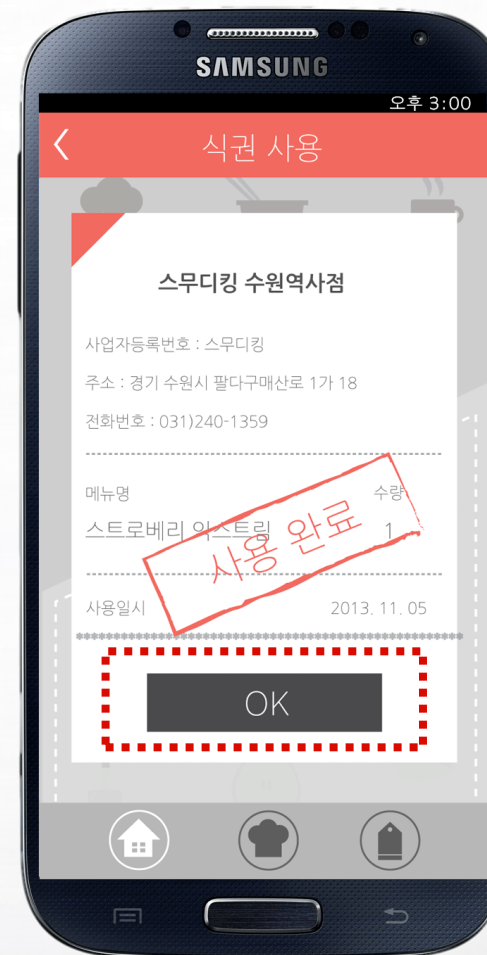 SAMSUNG
오후 3:00
식권 사용
스무디킹 수원역사점
사업자등록번호 : 스무디킹
주소 : 경기 수원시 팔다구매산로 1가 18
전화번호 : 031)240-1359
메뉴명 수량
스트로베리 익스트림 1
사용 완료
사용일시 2013. 11. 05
OK